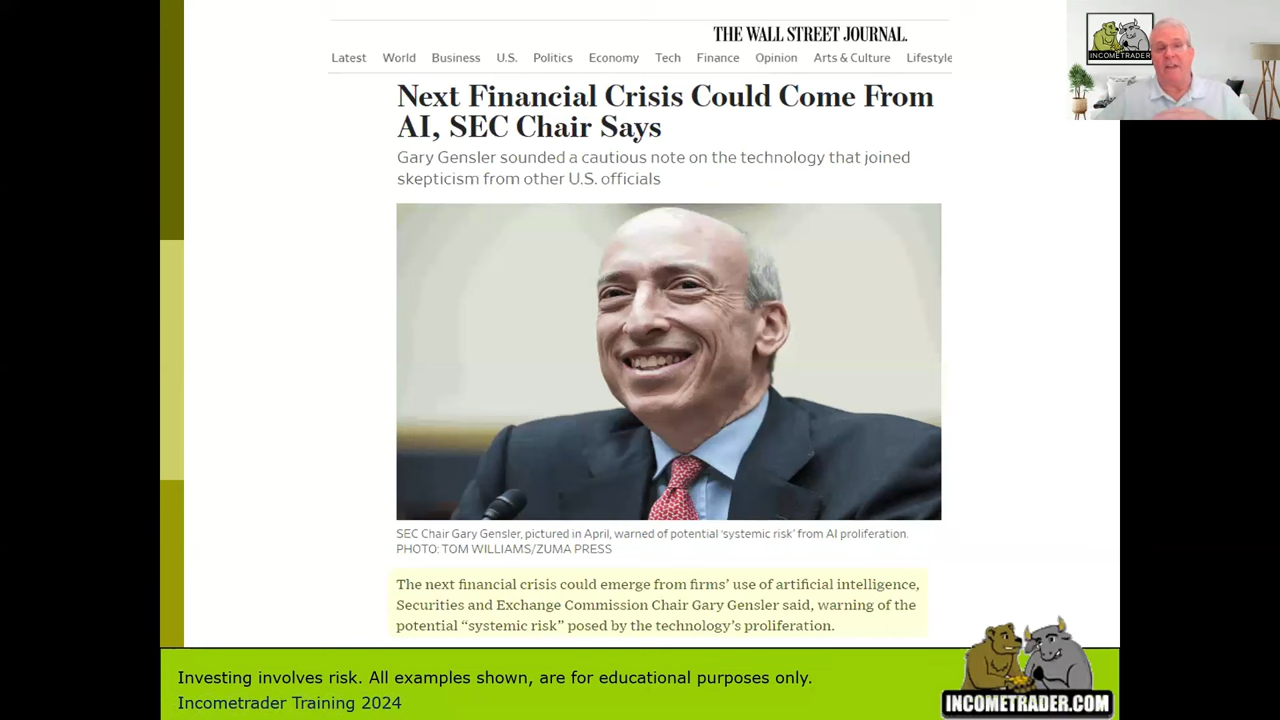 THE WALL STREET JOURNAL.
Latest World Business U.S. Politics Economy Tech Finance Opinion Arts & Culture Lifestyle
Next Financial Crisis Could Come From
AI, SEC Chair Says
Gary Gensler sounded a cautious note on the technology that joined
skepticism from other U.S. officials
SEC Chair Gary Gensler, pictured in April, warned of potential ‘systemic risk’ from AI proliferation.
PHOTO: TOM WILLIAMS/ZUMA PRESS
The next financial crisis could emerge from firms’ use of artificial intelligence,
Securities and Exchange Commission Chair Gary Gensler said, warning of the
potential “systemic risk” posed by the technology’s proliferation.
Investing involves risk. All examples shown, are for educational purposes only.
Incometrader Training 2024
INCOMETRADER.COM
INCOMETRADER